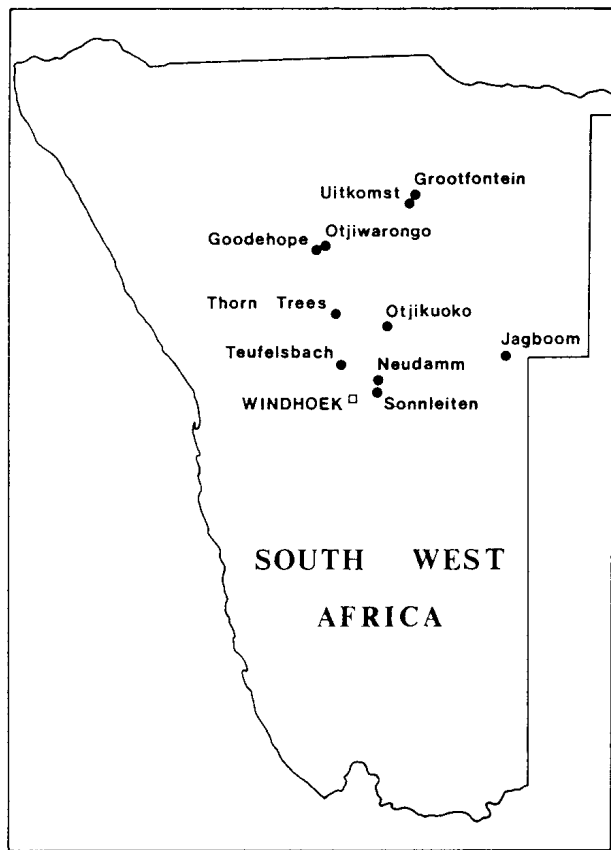 Grootfontein
Uitkomst
Otjiwarongo
Goodehope
Thorn Trees
Otjikuoko
Jagboom
Teufelsbach
Neudamm
WINDHOEK
Sonnleiten
SOUTH WEST
AFRICA